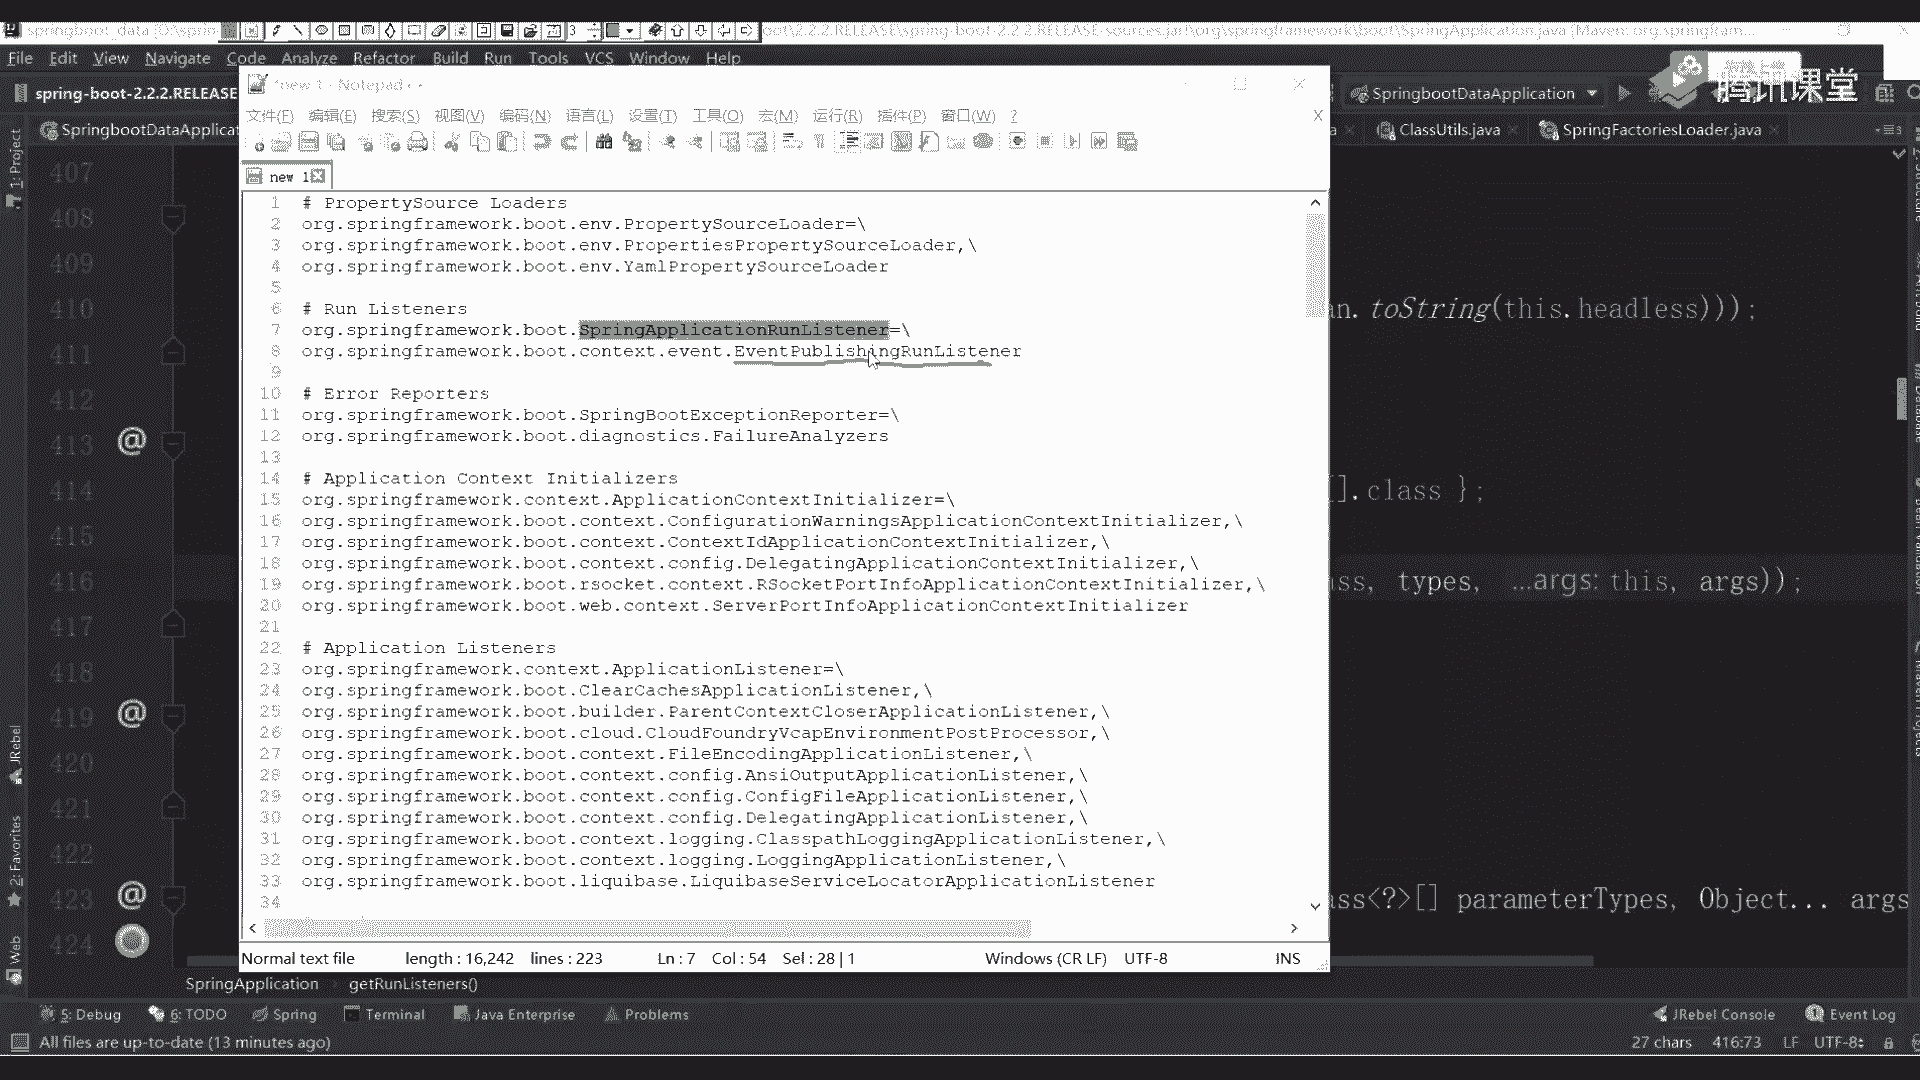 springboot_data [D:\sprin
boot\2.2.2.RELEASE\spring-boot-2.2.2.RELEASE-sources.jar!\org\springframework\boot\SpringApplication.java [Maven: org.springfram...
File Edit View Navigate Code Analyze Refactor Build Run Tools VCS Window Help
spring-boot-2.2.2.RELEASE
*new 1 - Notepad++
SpringbootDataApplication
腾讯课堂
文件(F) 编辑(E) 搜索(S) 视图(V) 编码(N) 语言(L) 设置(T) 工具(O) 宏(M) 运行(R) 插件(P) 窗口(W) ? X
SpringbootDataApplicat
a
ClassUtils.java
SpringFactoriesLoader.java
new 1
1 # PropertySource Loaders
2 org.springframework.boot.env.PropertySourceLoader=\
3 org.springframework.boot.env.PropertiesPropertySourceLoader,\
4 org.springframework.boot.env.YamlPropertySourceLoader
5
6 # Run Listeners
7 org.springframework.boot.SpringApplicationRunListener=\
8 org.springframework.boot.context.event.EventPublishingRunListener
9
10 # Error Reporters
11 org.springframework.boot.SpringBootExceptionReporter=\
12 org.springframework.boot.diagnostics.FailureAnalyzers
13
14 # Application Context Initializers
15 org.springframework.context.ApplicationContextInitializer=\
16 org.springframework.boot.context.ConfigurationWarningsApplicationContextInitializer,\
17 org.springframework.boot.context.ContextIdApplicationContextInitializer,\
18 org.springframework.boot.context.config.DelegatingApplicationContextInitializer,\
19 org.springframework.boot.rsocket.context.RSocketPortInfoApplicationContextInitializer,\
20 org.springframework.boot.web.context.ServerPortInfoApplicationContextInitializer
21
22 # Application Listeners
23 org.springframework.context.ApplicationListener=\
24 org.springframework.boot.ClearCachesApplicationListener,\
25 org.springframework.boot.builder.ParentContextCloserApplicationListener,\
26 org.springframework.boot.cloud.CloudFoundryVcapEnvironmentPostProcessor,\
27 org.springframework.boot.context.FileEncodingApplicationListener,\
28 org.springframework.boot.context.config.AnsiOutputApplicationListener,\
29 org.springframework.boot.context.config.ConfigFileApplicationListener,\
30 org.springframework.boot.context.config.DelegatingApplicationListener,\
31 org.springframework.boot.context.logging.ClasspathLoggingApplicationListener,\
32 org.springframework.boot.context.logging.LoggingApplicationListener,\
33 org.springframework.boot.liquibase.LiquibaseServiceLocatorApplicationListener
34
Normal text file length : 16,242 lines : 223 Ln : 7 Col : 54 Sel : 28 | 1 Windows (CR LF) UTF-8 INS
407
408
409
410 an.toString(this.headless)));
411
412
413
414 [].class };
415
416 ass, types, ...args: this, args));
417
418
419
420
421
422
423 ass<?>[] parameterTypes, Object... args
424
1: Project
JRebel
2: Favorites
Web
SpringApplication getRunListeners()
5: Debug 6: TODO Spring Terminal Java Enterprise Problems JRebel Console Event Log
All files are up-to-date (13 minutes ago) 27 chars 416:73 LF UTF-8